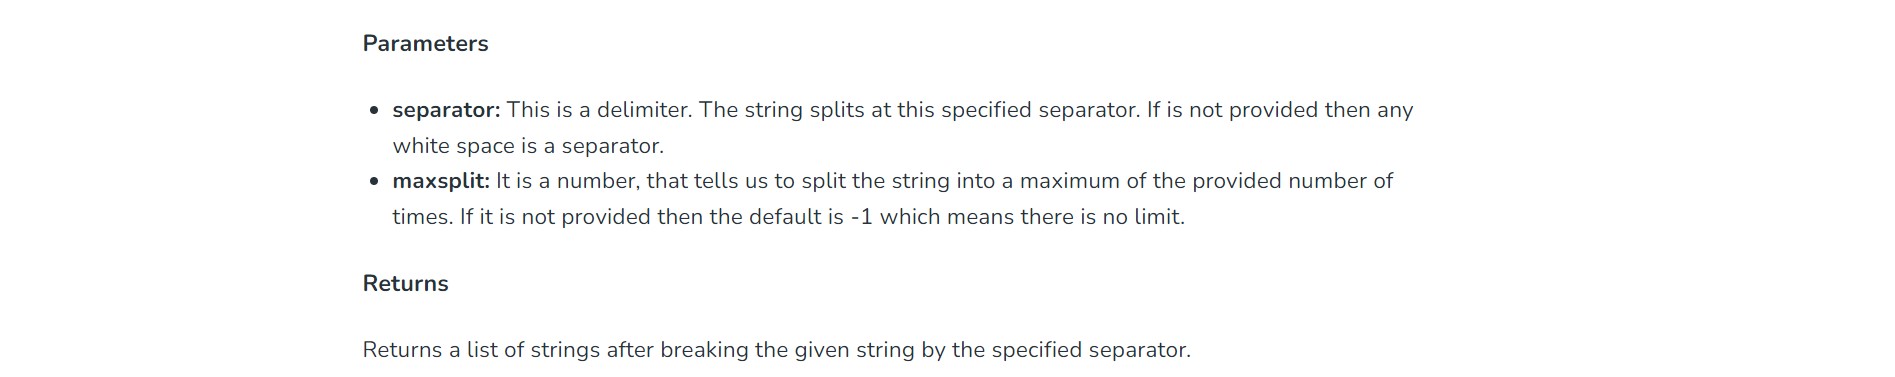 Parameters
separator: This is a delimiter. The string splits at this specified separator. If is not provided then any
white space is a separator.
maxsplit: It is a number, that tells us to split the string into a maximum of the provided number of
times. If it is not provided then the default is -1 which means there is no limit.
Returns
Returns a list of strings after breaking the given string by the specified separator.